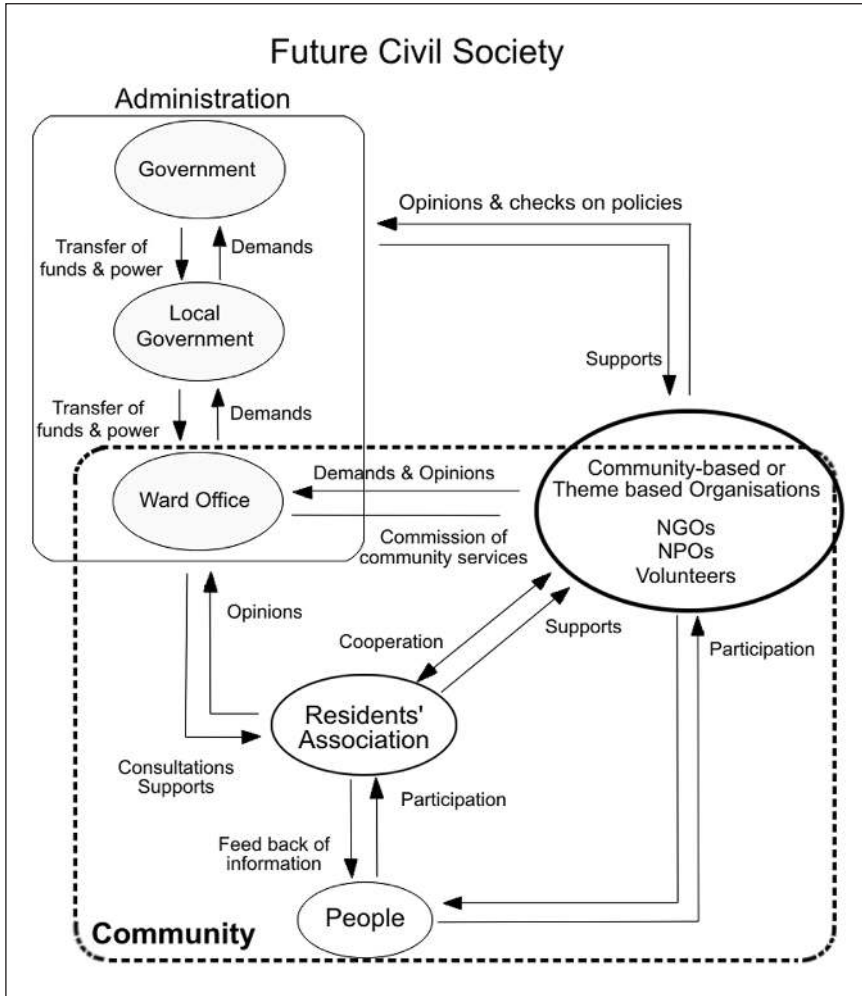 Future Civil Society
Administration
Government
Transfer of
funds & power
Demands
Local
Government
Transfer of
funds & power
Demands
Ward Office
Opinions & checks on policies
Supports
Demands & Opinions
Commission of
community services
Community-based or
Theme based Organisations
NGOs
NPOs
Volunteers
Opinions
Cooperation
Supports
Participation
Residents'
Association
Consultations
Supports
Participation
Feed back of
information
People
Community